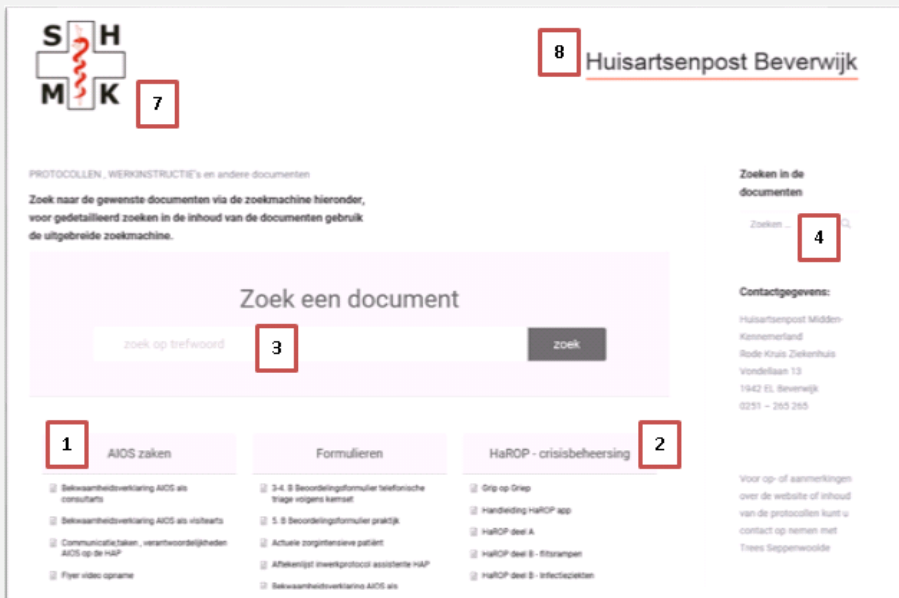 S H
M K
7
8
Huisartsenpost Beverwijk
PROTOCOLLEN , WERKINSTRUCTIE's en andere documenten
Zoek naar de gewenste documenten via de zoekmachine hieronder,
voor gedetailleerd zoeken in de inhoud van de documenten gebruik
de uitgebreide zoekmachine.
Zoek een document
zoek op trefwoord
3
zoek
1
AIOS zaken
Bekwaamheidsverklaring AIOS als
consultarts
Bekwaamheidsverklaring AIOS als visitearts
Communicatie,taken , verantwoordelijkheden
AIOS op de HAP
Flyer video opname
Formulieren
3-4. B Beoordelingsformulier telefonische
triage volgens kernset
5. B Beoordelingsformulier praktijk
Actuele zorgintensieve patiënt
Aftekenlijst inwerkprotocol assistente HAP
Bekwaamheidsverklaring AIOS als
HaROP - crisisbeheersing
2
Grip op Griep
Handleiding HaROP app
HaROP deel A
HaROP deel B - flitsrampen
HaROP deel B - Infectieziekten
Zoeken in de
documenten
Zoeken ...
4
Contactgegevens:
Huisartsenpost Midden-
Kennemerland
Rode Kruis Ziekenhuis
Vondellaan 13
1942 EL Beverwijk
0251 – 265 265
Voor op- of aanmerkingen
over de website of inhoud
van de protocollen kunt u
contact op nemen met
Trees Seppenwoolde